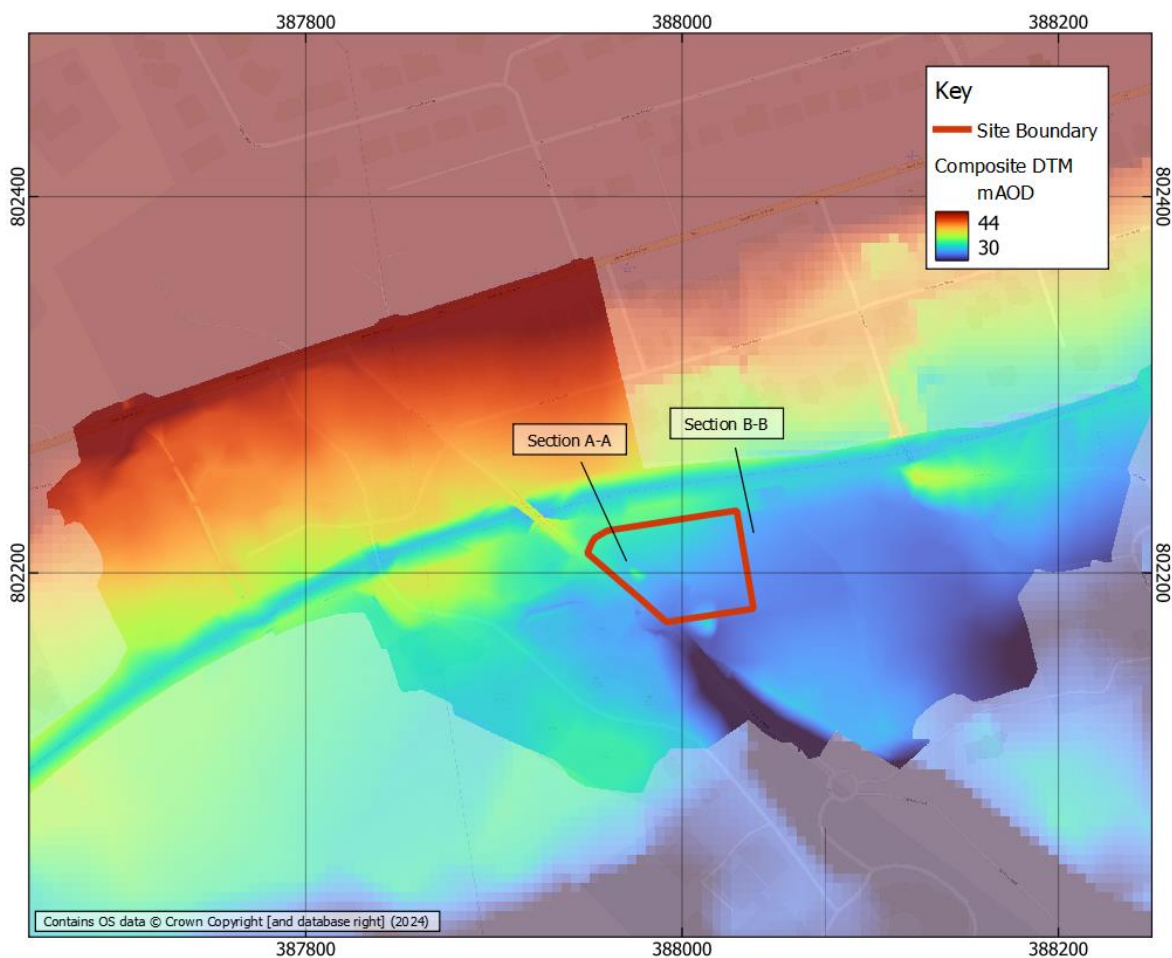 387800 388000 388200
Key
Site Boundary
Composite DTM
mAOD
44
30
802400 802400
Section B-B
Section A-A
802200 802200
Contains OS data © Crown Copyright [and database right] (2024)
387800 388000 388200